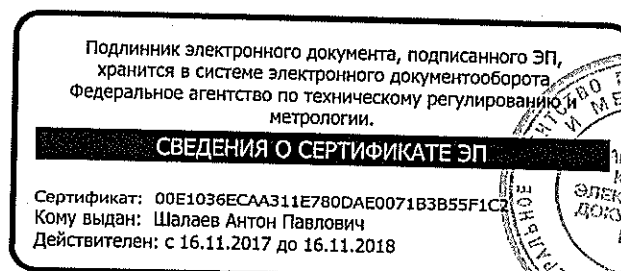 Подлинник электронного документа, подписанного ЭП,
хранится в системе электронного документооборота
Федеральное агентство по техническому регулированию и
метрологии.
СВЕДЕНИЯ О СЕРТИФИКАТЕ ЭП
Сертификат: 00E1036ECAA311E780DAE0071B3B55F1C2
Кому выдан: Шалаев Антон Павлович
Действителен: с 16.11.2017 до 16.11.2018